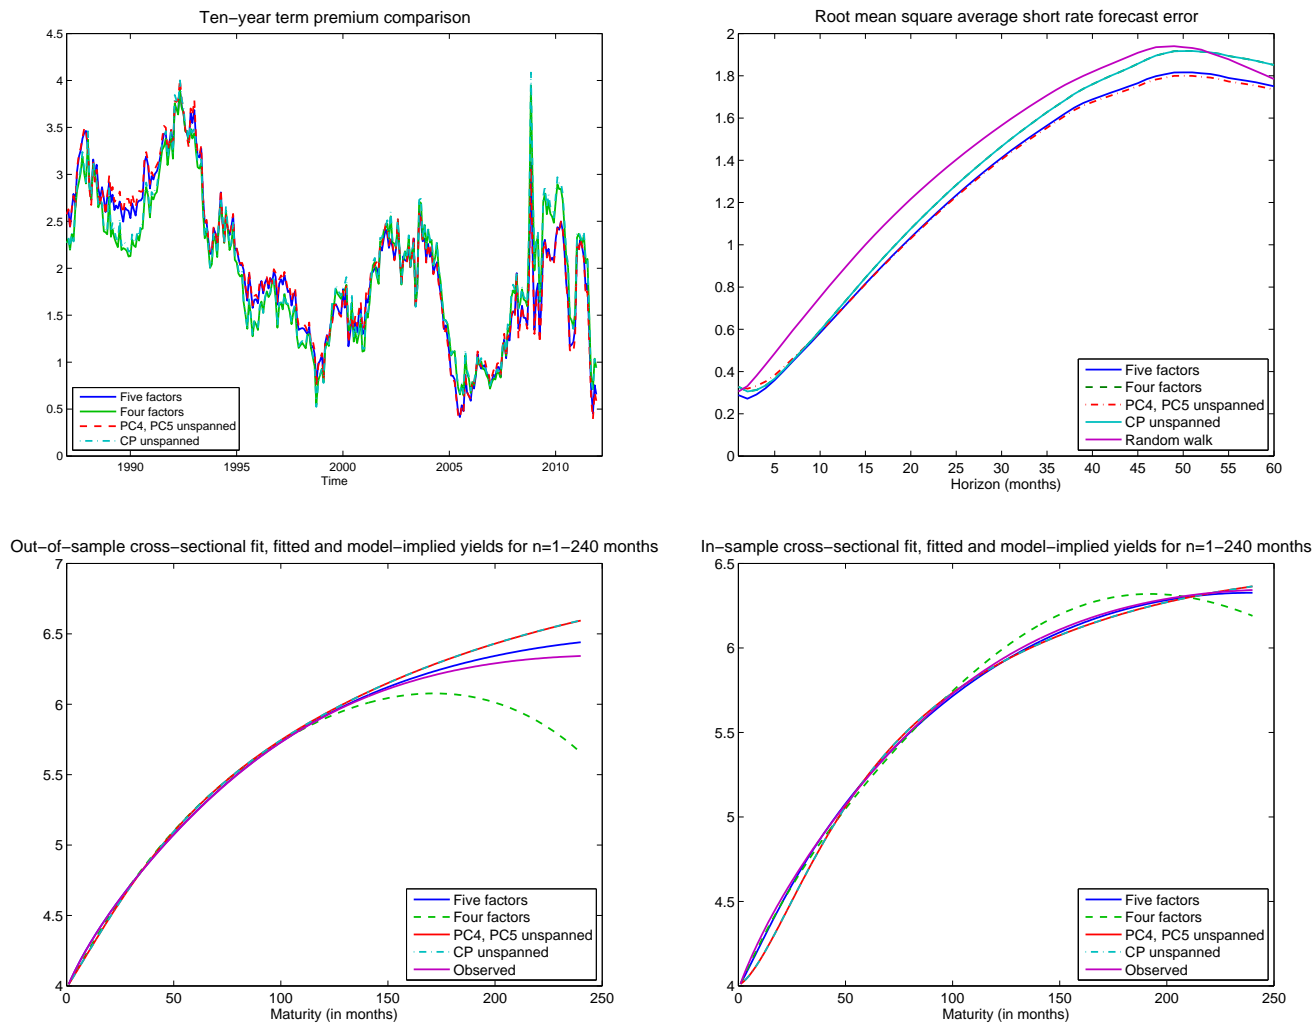 Ten−year term premium comparison
4.5
4
3.5
3
2.5
2
1.5
1
0.5
0
1990 1995 2000 2005 2010
Time
Five factors
Four factors
PC4, PC5 unspanned
CP unspanned
Root mean square average short rate forecast error
2
1.8
1.6
1.4
1.2
1
0.8
0.6
0.4
0.2
0
5 10 15 20 25 30 35 40 45 50 55 60
Horizon (months)
Five factors
Four factors
PC4, PC5 unspanned
CP unspanned
Random walk
Out−of−sample cross−sectional fit, fitted and model−implied yields for n=1−240 months
7
6.5
6
5.5
5
4.5
4
0 50 100 150 200 250
Maturity (in months)
Five factors
Four factors
PC4, PC5 unspanned
CP unspanned
Observed
In−sample cross−sectional fit, fitted and model−implied yields for n=1−240 months
6.5
6
5.5
5
4.5
4
0 50 100 150 200 250
Maturity (in months)
Five factors
Four factors
PC4, PC5 unspanned
CP unspanned
Observed